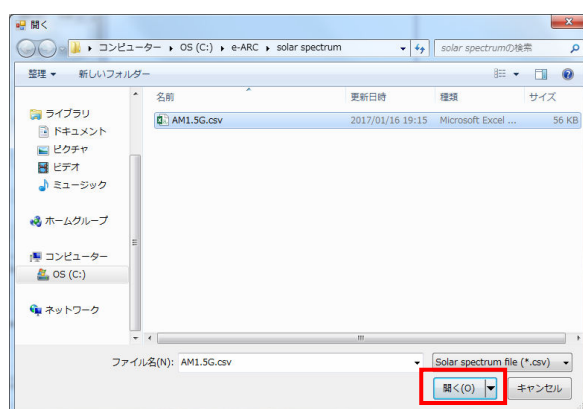 開く
コンピューター ▸ OS (C:) ▸ e-ARC ▸ solar spectrum
solar spectrumの検索
整理 ▼ 新しいフォルダー
名前 更新日時 種類 サイズ
AM1.5G.csv 2017/01/16 19:15 Microsoft Excel ... 56 KB
ライブラリ
ドキュメント
ピクチャ
ビデオ
ミュージック
ホームグループ
コンピューター
OS (C:)
ネットワーク
ファイル名(N): AM1.5G.csv
Solar spectrum file (*.csv)
開く(O) キャンセル